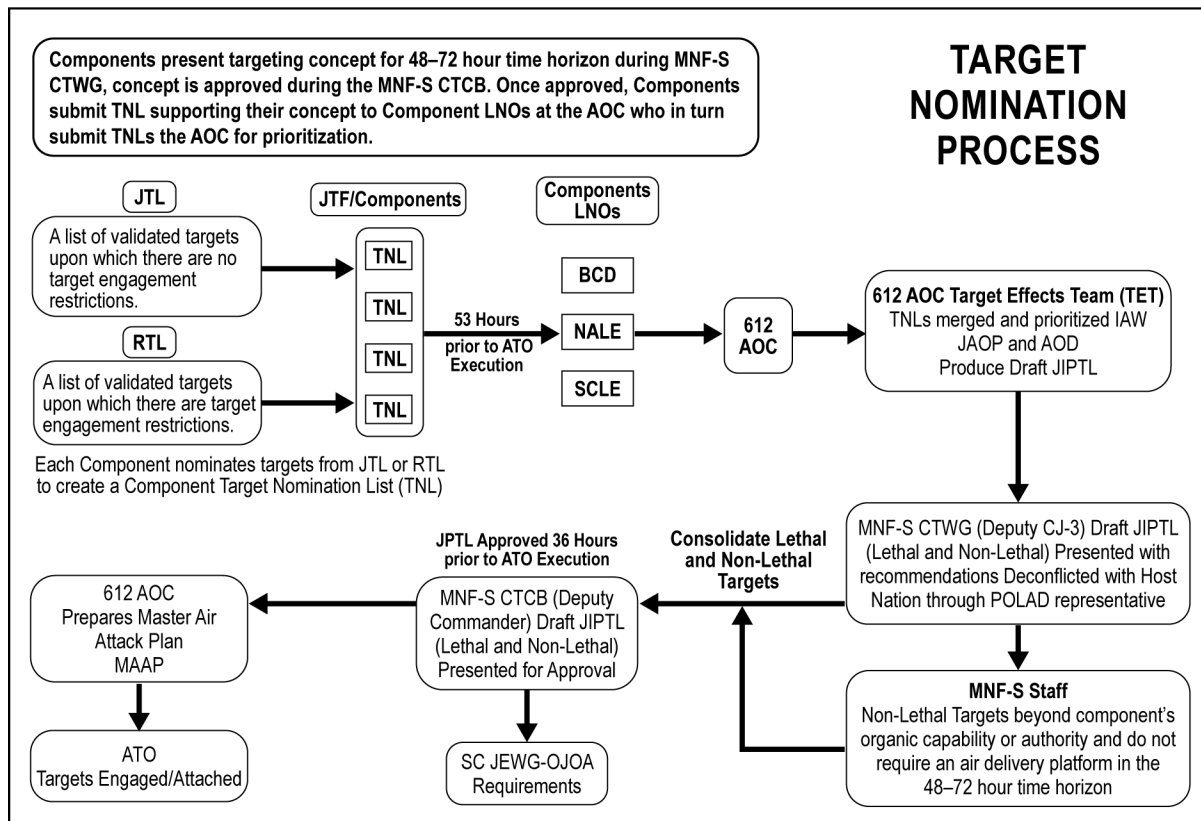 Components present targeting concept for 48–72 hour time horizon during MNF-S
CTWG, concept is approved during the MNF-S CTCB. Once approved, Components
submit TNL supporting their concept to Component LNOs at the AOC who in turn
submit TNLs the AOC for prioritization.
TARGET
NOMINATION
PROCESS
JTL
A list of validated targets
upon which there are no
target engagement
restrictions.
RTL
A list of validated targets
upon which there are target
engagement restrictions.
Each Component nominates targets from JTL or RTL
to create a Component Target Nomination List (TNL)
JTF/Components
TNL
TNL
TNL
TNL
53 Hours
prior to ATO
Execution
Components
LNOs
BCD
NALE
SCLE
612
AOC
612 AOC Target Effects Team (TET)
TNLs merged and prioritized IAW
JAOP and AOD
Produce Draft JIPTL
MNF-S CTWG (Deputy CJ-3) Draft JIPTL
(Lethal and Non-Lethal) Presented with
recommendations Deconflicted with Host
Nation through POLAD representative
MNF-S Staff
Non-Lethal Targets beyond component’s
organic capability or authority and do not
require an air delivery platform in the
48–72 hour time horizon
Consolidate Lethal
and Non-Lethal
Targets
JPTL Approved 36 Hours
prior to ATO Execution
MNF-S CTCB (Deputy
Commander) Draft JIPTL
(Lethal and Non-Lethal)
Presented for Approval
SC JEWG-OJOA
Requirements
612 AOC
Prepares Master Air
Attack Plan
MAAP
ATO
Targets Engaged/Attached